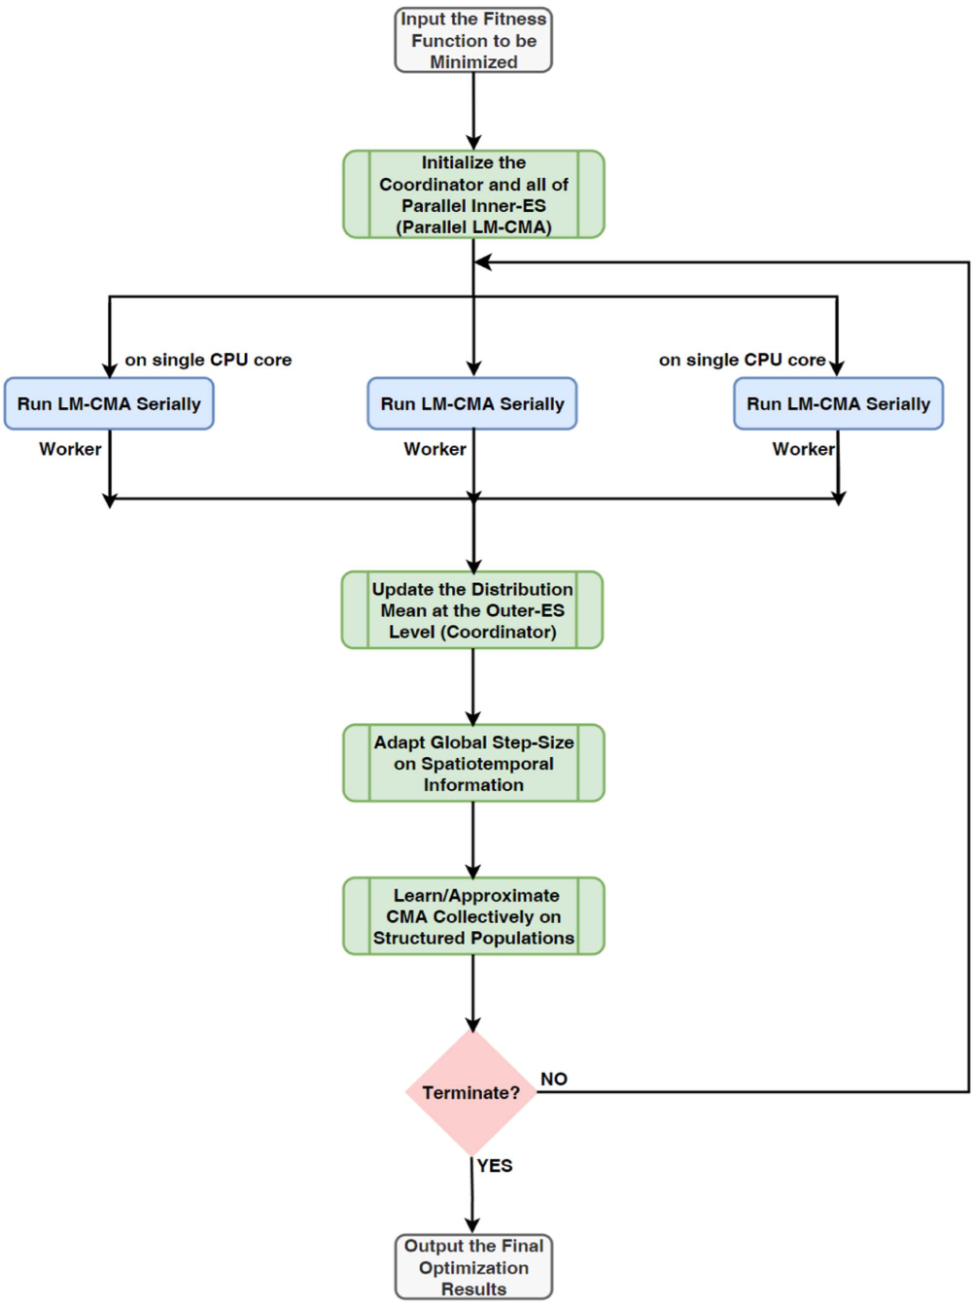 Input the Fitness
Function to be
Minimized
Initialize the
Coordinator and all of
Parallel Inner-ES
(Parallel LM-CMA)
on single CPU core
on single CPU core
Run LM-CMA Serially
Run LM-CMA Serially
Run LM-CMA Serially
Worker
Worker
Worker
Update the Distribution
Mean at the Outer-ES
Level (Coordinator)
Adapt Global Step-Size
on Spatiotemporal
Information
Learn/Approximate
CMA Collectively on
Structured Populations
Terminate?
NO
YES
Output the Final
Optimization
Results